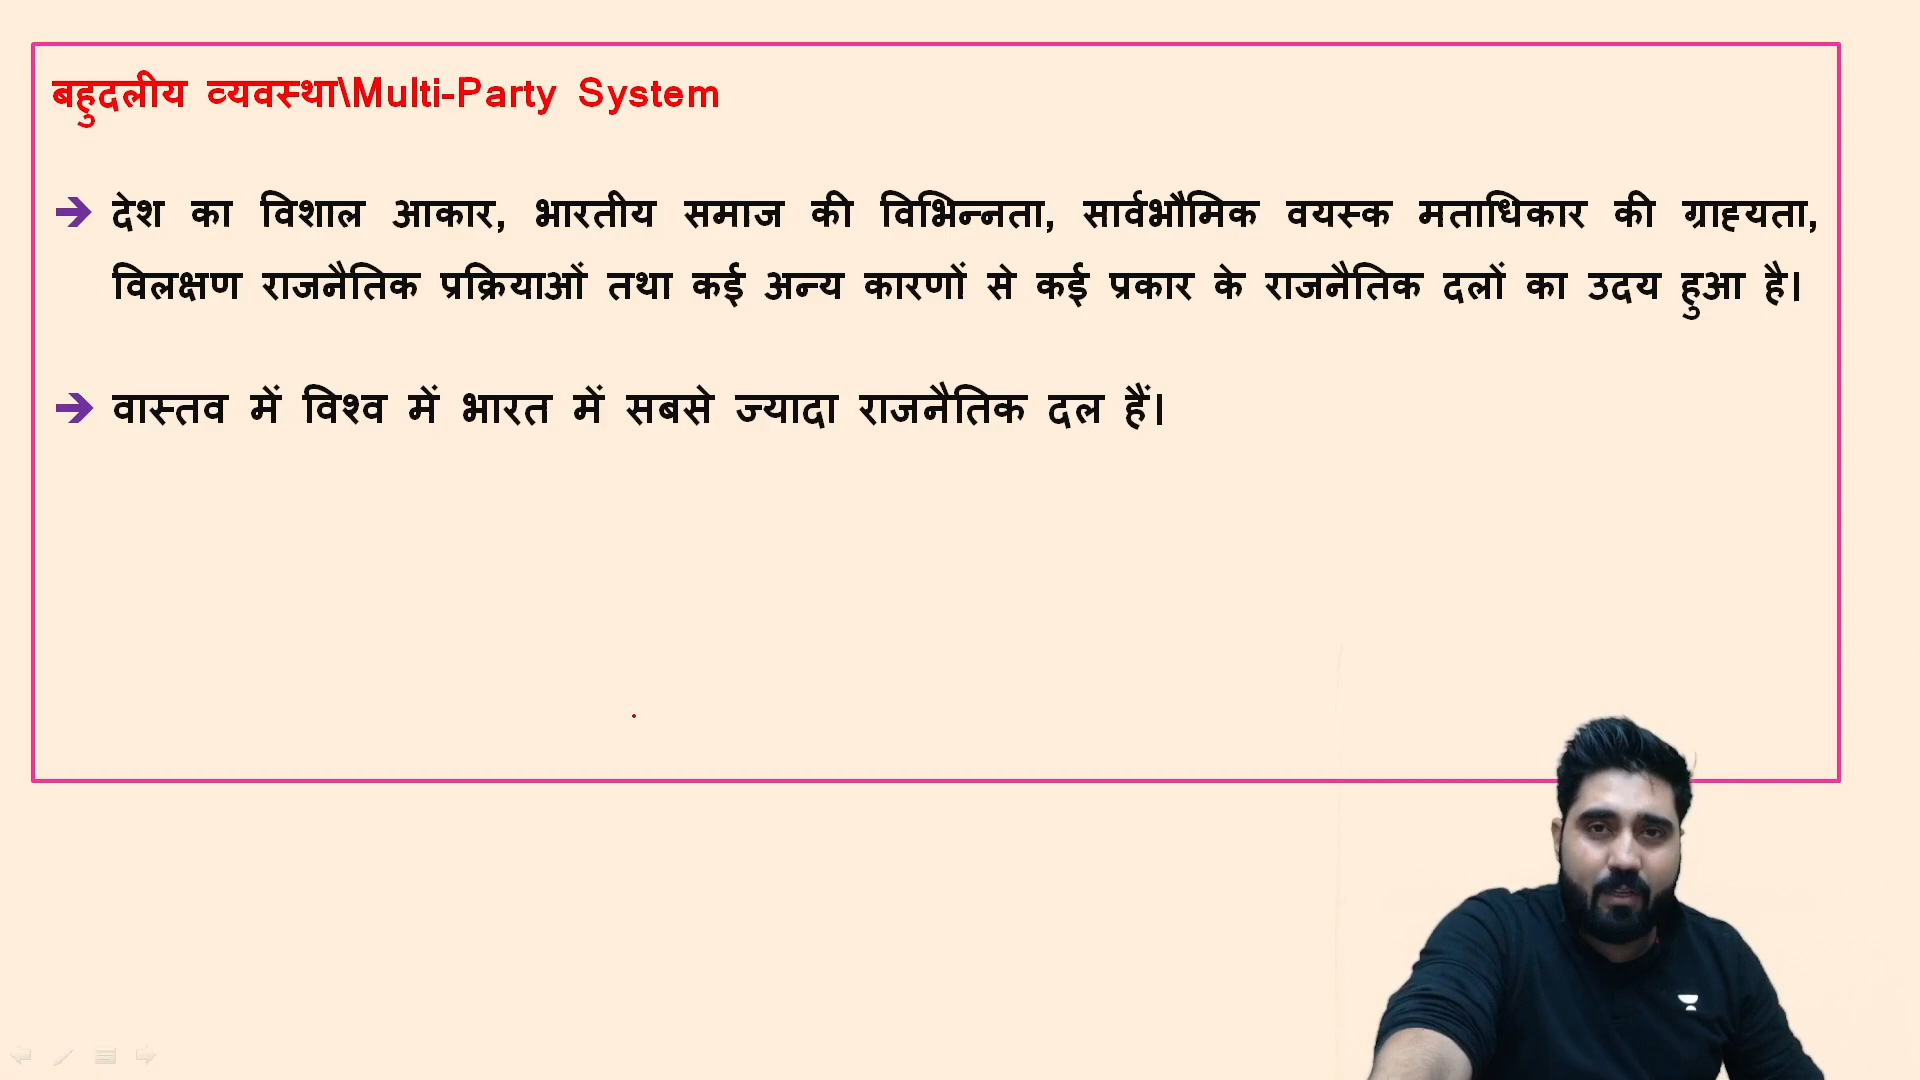 बहुदलीय व्यवस्था\Multi-Party System
➔ देश का विशाल आकार, भारतीय समाज की विभिन्नता, सार्वभौमिक वयस्क मताधिकार की ग्राह्यता,
विलक्षण राजनैतिक प्रक्रियाओं तथा कई अन्य कारणों से कई प्रकार के राजनैतिक दलों का उदय हुआ है।
➔ वास्तव में विश्व में भारत में सबसे ज्यादा राजनैतिक दल हैं।